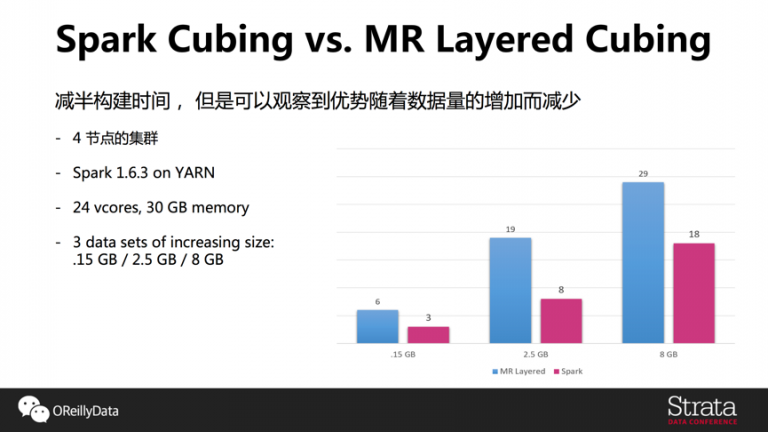 Spark Cubing vs. MR Layered Cubing
减半构建时间， 但是可以观察到优势随着数据量的增加而减少
- 4 节点的集群
- Spark 1.6.3 on YARN
- 24 vcores, 30 GB memory
- 3 data sets of increasing size:
.15 GB / 2.5 GB / 8 GB
6
3
19
8
29
18
.15 GB
2.5 GB
8 GB
MR Layered
Spark
OReillyData
Strata
DATA CONFERENCE